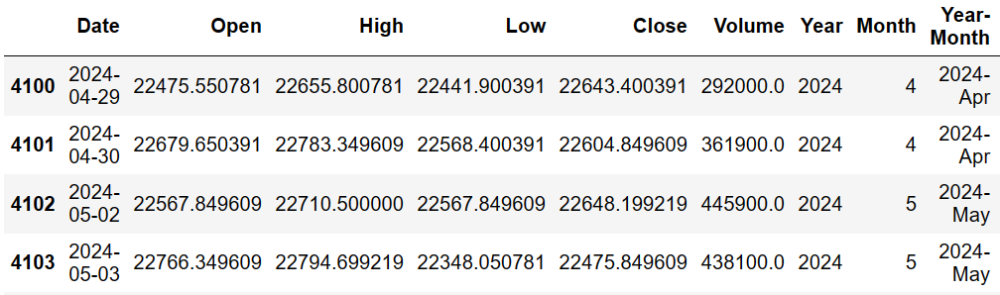 Date Open High Low Close Volume Year Month Year-
Month
4100 2024-
04-29 22475.550781 22655.800781 22441.900391 22643.400391 292000.0 2024 4 2024-
Apr
4101 2024-
04-30 22679.650391 22783.349609 22568.400391 22604.849609 361900.0 2024 4 2024-
Apr
4102 2024-
05-02 22567.849609 22710.500000 22567.849609 22648.199219 445900.0 2024 5 2024-
May
4103 2024-
05-03 22766.349609 22794.699219 22348.050781 22475.849609 438100.0 2024 5 2024-
May